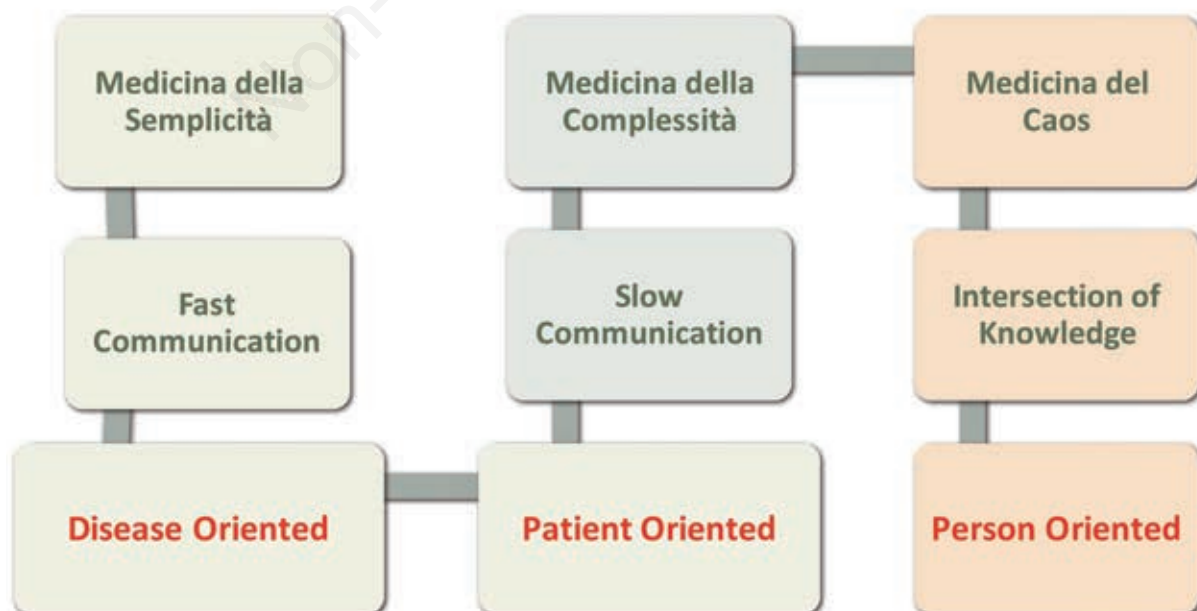 Medicina della
Semplicità
Fast
Communication
Disease Oriented
Medicina della
Complessità
Slow
Communication
Patient Oriented
Medicina del
Caos
Intersection of
Knowledge
Person Oriented
Non-